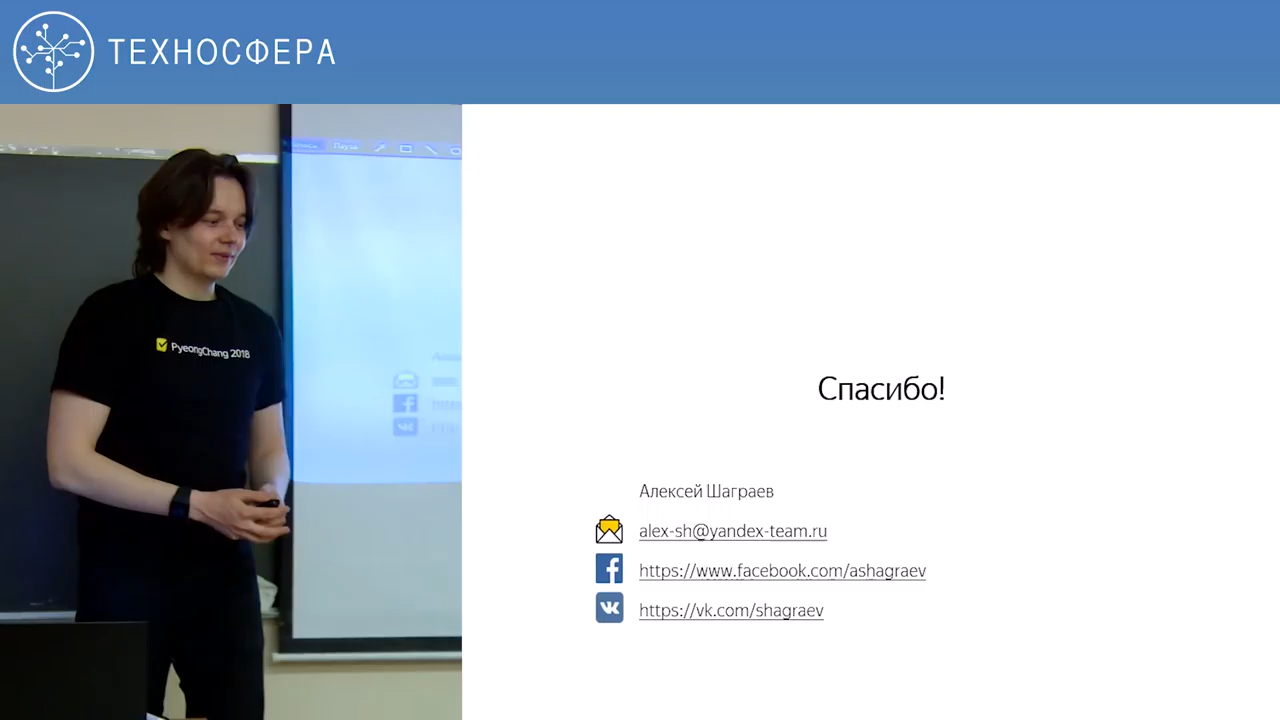 ТЕХНОСФЕРА
Пауза
PyeongChang 2018
Спасибо!
Алексей Шаграев
alex-sh@yandex-team.ru
https://www.facebook.com/ashagraev
https://vk.com/shagraev